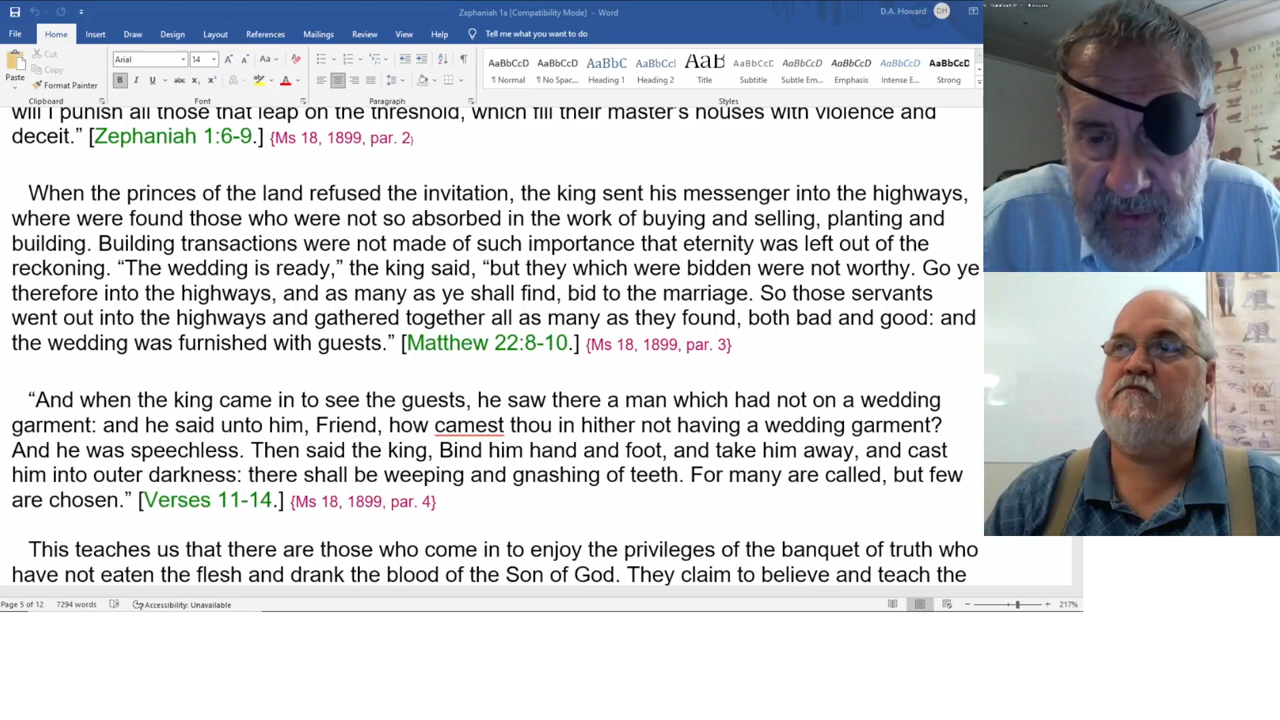 Zephaniah 1a [Compatibility Mode] - Word
D.A. Howard
DH
File Home Insert Draw Design Layout References Mailings Review View Help Tell me what you want to do
Cut
Copy
Format Painter
Paste
Clipboard
Arial 14
Font
Paragraph
AaBbCcD AaBbCcD AaBbC AaBbC AaB AaBbCcD AaBbCcD AaBbCcD AaBbCcD AaBbCcD
¶ Normal ¶ No Spac... Heading 1 Heading 2 Title Subtitle Subtle Em... Emphasis Intense E... Strong
Styles
will I punish all those that leap on the threshold, which fill their master’s houses with violence and
deceit.” [Zephaniah 1:6-9.] {Ms 18, 1899, par. 2}
When the princes of the land refused the invitation, the king sent his messenger into the highways,
where were found those who were not so absorbed in the work of buying and selling, planting and
building. Building transactions were not made of such importance that eternity was left out of the
reckoning. “The wedding is ready,” the king said, “but they which were bidden were not worthy. Go ye
therefore into the highways, and as many as ye shall find, bid to the marriage. So those servants
went out into the highways and gathered together all as many as they found, both bad and good: and
the wedding was furnished with guests.” [Matthew 22:8-10.] {Ms 18, 1899, par. 3}
“And when the king came in to see the guests, he saw there a man which had not on a wedding
garment: and he said unto him, Friend, how camest thou in hither not having a wedding garment?
And he was speechless. Then said the king, Bind him hand and foot, and take him away, and cast
him into outer darkness: there shall be weeping and gnashing of teeth. For many are called, but few
are chosen.” [Verses 11-14.] {Ms 18, 1899, par. 4}
This teaches us that there are those who come in to enjoy the privileges of the banquet of truth who
have not eaten the flesh and drank the blood of the Son of God. They claim to believe and teach the
Page 5 of 12 7294 words Accessibility: Unavailable 217%